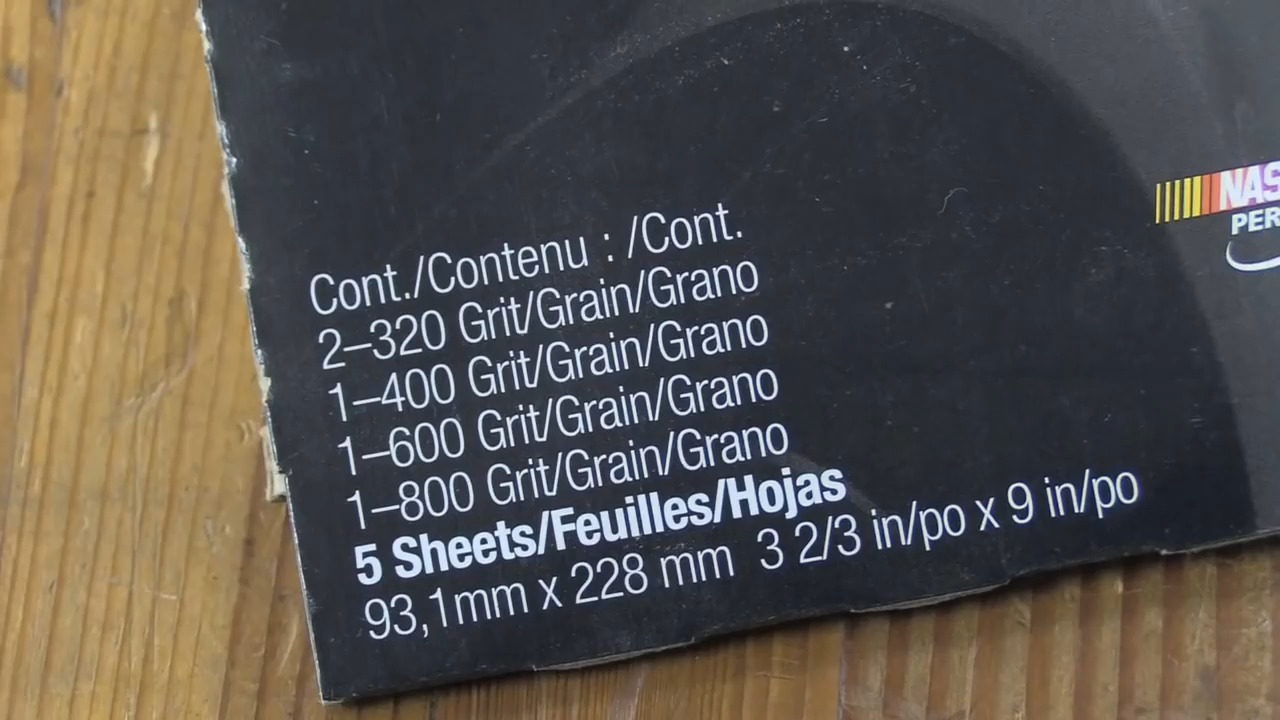 Cont./Contenu : /Cont.
2–320 Grit/Grain/Grano
1–400 Grit/Grain/Grano
1–600 Grit/Grain/Grano
1–800 Grit/Grain/Grano
5 Sheets/Feuilles/Hojas
93,1mm x 228 mm 3 2/3 in/po x 9 in/po
NAS
PER